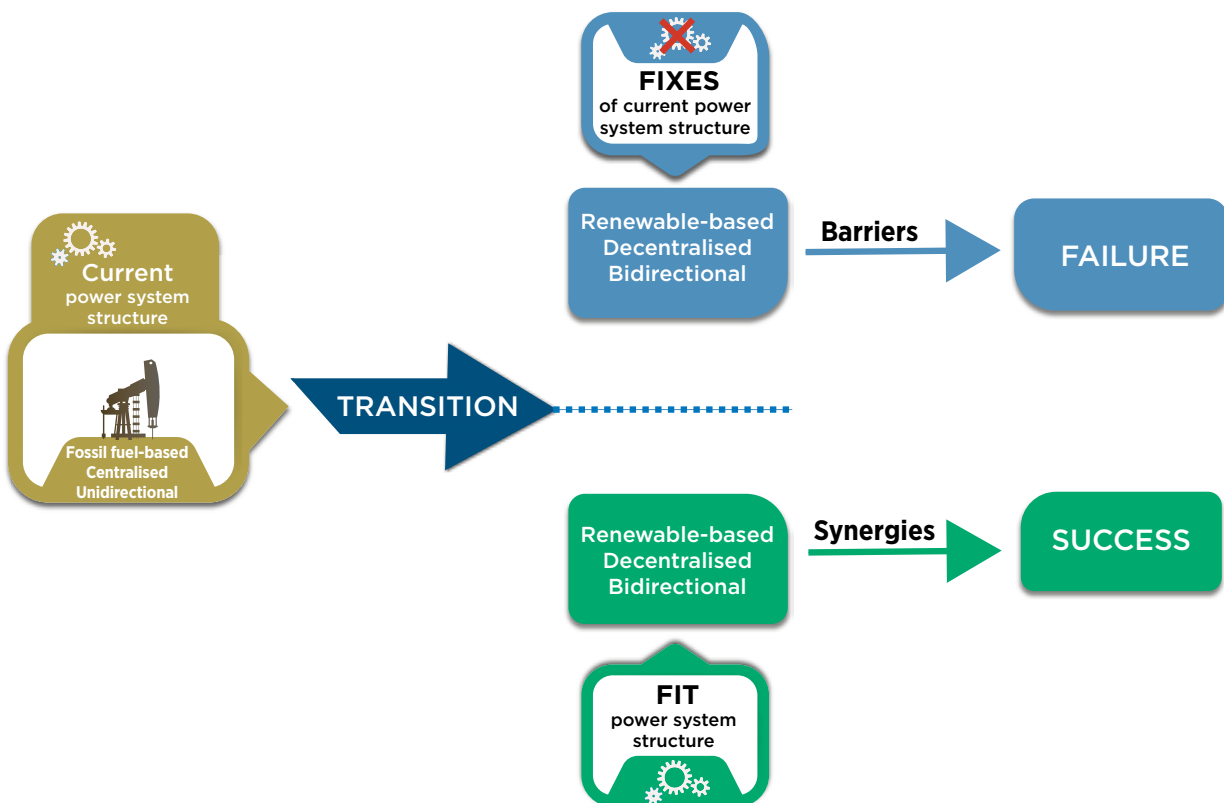 Current
power system
structure
Fossil fuel-based
Centralised
Unidirectional
TRANSITION
FIXES
of current power
system structure
Renewable-based
Decentralised
Bidirectional
Barriers
FAILURE
Renewable-based
Decentralised
Bidirectional
Synergies
SUCCESS
FIT
power system
structure